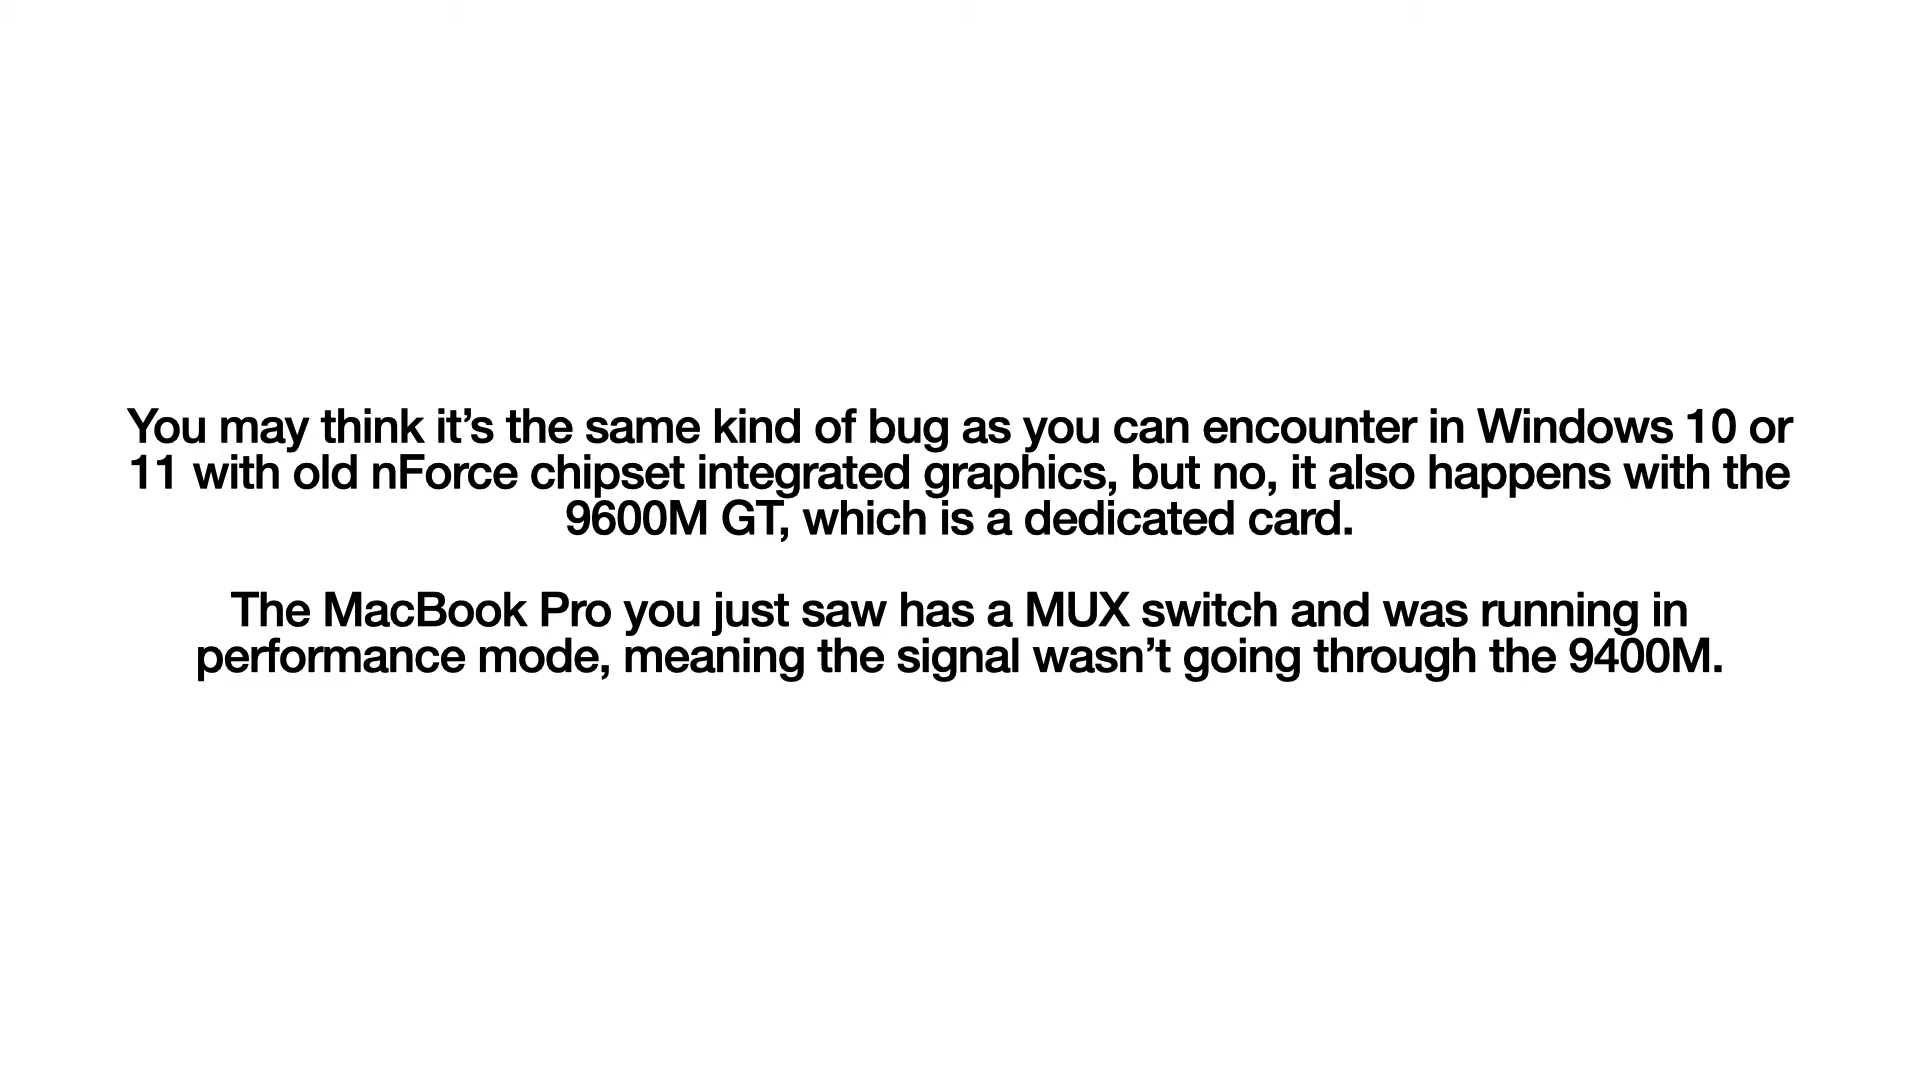 You may think it’s the same kind of bug as you can encounter in Windows 10 or
11 with old nForce chipset integrated graphics, but no, it also happens with the
9600M GT, which is a dedicated card.
The MacBook Pro you just saw has a MUX switch and was running in
performance mode, meaning the signal wasn’t going through the 9400M.